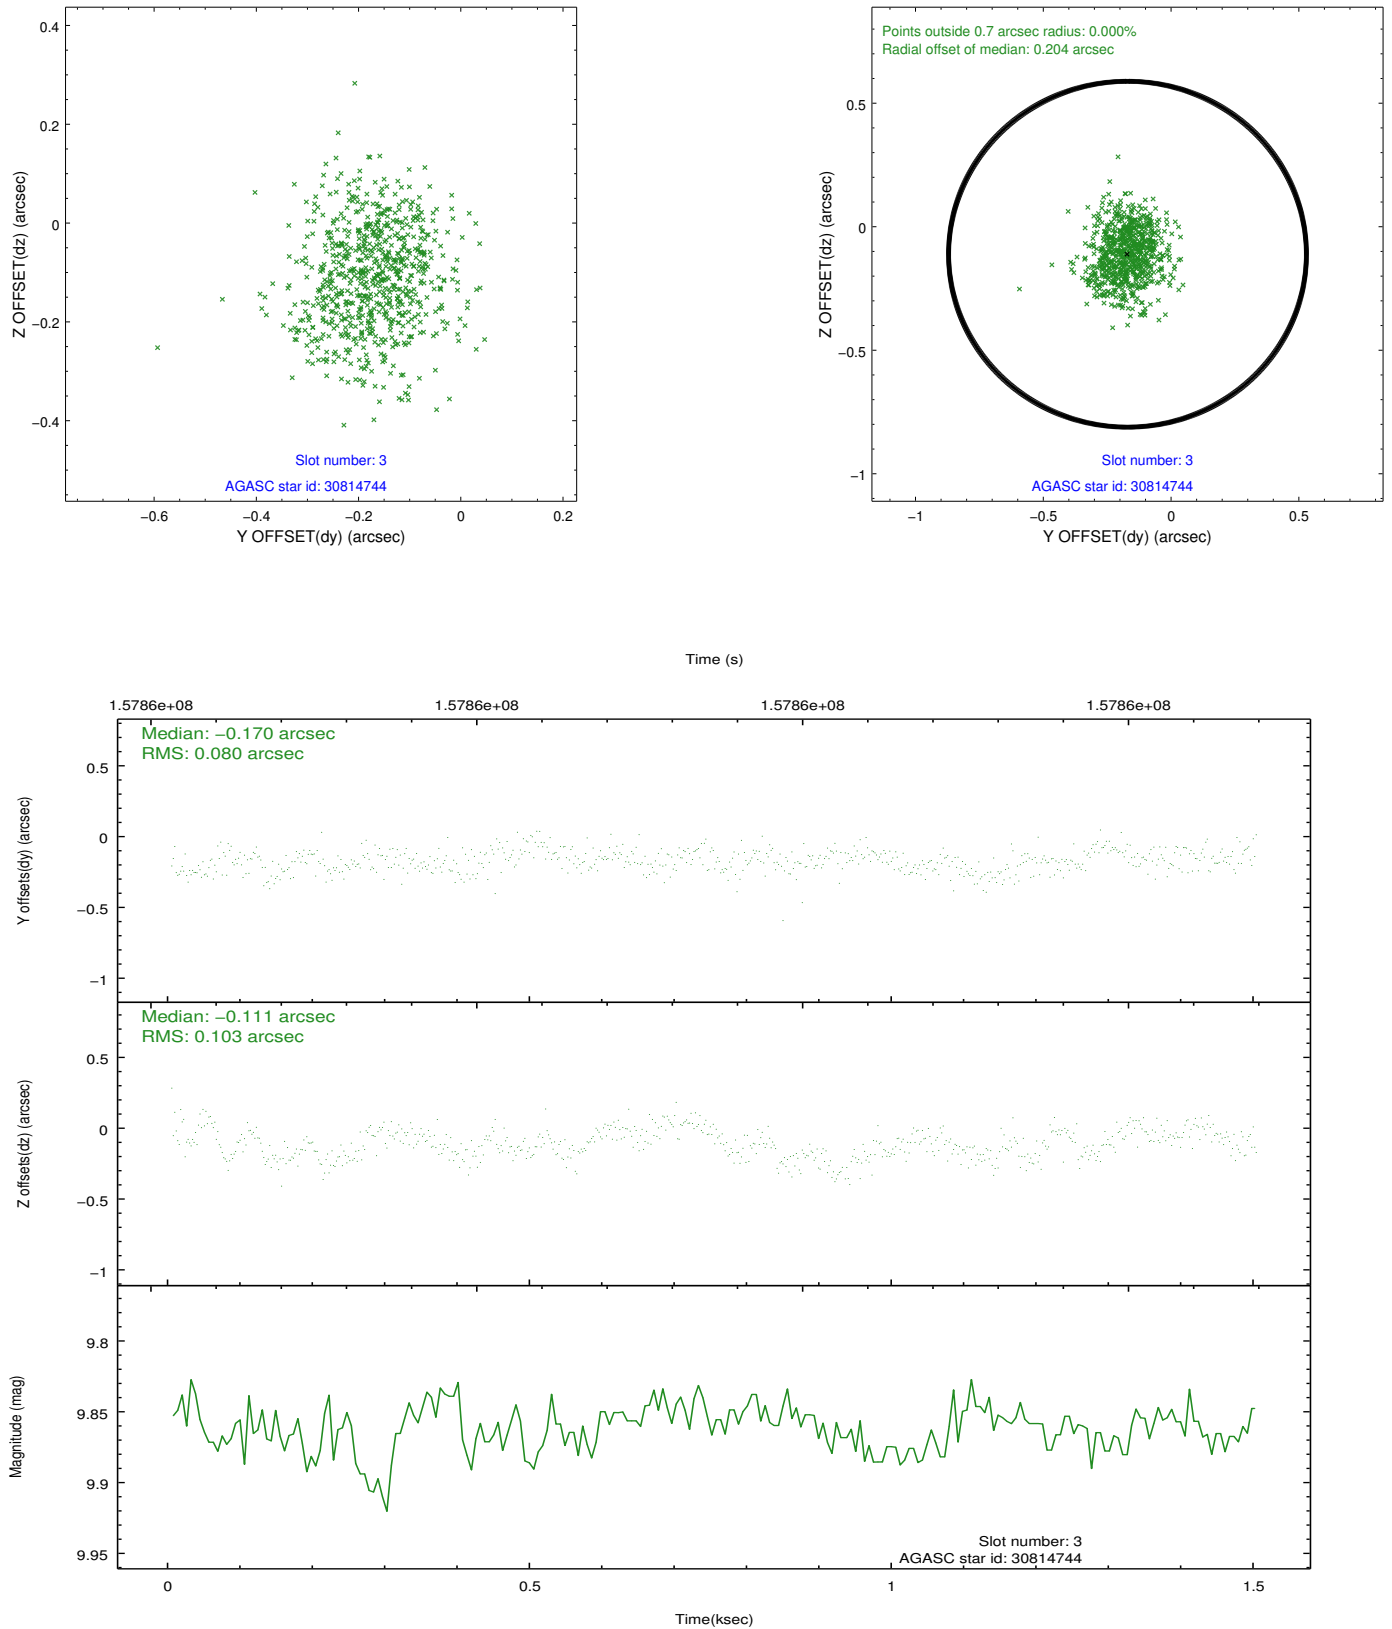 0.4
0.2
0
−0.2
−0.4
−0.6
−0.4
−0.2
0
0.2
Z OFFSET(dz) (arcsec)
Y OFFSET(dy) (arcsec)
Slot number: 3
AGASC star id: 30814744
Points outside 0.7 arcsec radius: 0.000%
Radial offset of median: 0.204 arcsec
0.5
0
−0.5
−1
−1
−0.5
0
0.5
Z OFFSET(dz) (arcsec)
Y OFFSET(dy) (arcsec)
Slot number: 3
AGASC star id: 30814744
Time (s)
1.5786e+08
1.5786e+08
1.5786e+08
1.5786e+08
Median: −0.170 arcsec
RMS: 0.080 arcsec
0.5
0
−0.5
−1
Y offsets(dy) (arcsec)
Median: −0.111 arcsec
RMS: 0.103 arcsec
0.5
0
−0.5
−1
Z offsets(dz) (arcsec)
9.8
9.85
9.9
9.95
Magnitude (mag)
Slot number: 3
AGASC star id: 30814744
0
0.5
1
1.5
Time(ksec)